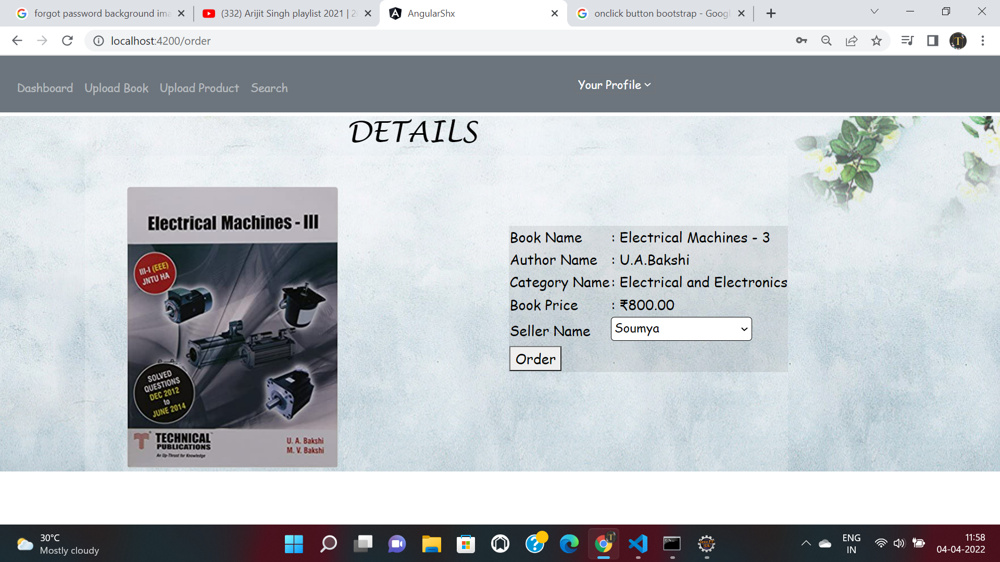 forgot password background ima
(332) Arijit Singh playlist 2021 | 2
AngularShx
onclick button bootstrap - Googl
localhost:4200/order
T
Dashboard Upload Book Upload Product Search
Your Profile
DETAILS
Electrical Machines - III
III-I (EEE)
JNTU HA
SOLVED
QUESTIONS
DEC 2012
to
JUNE 2014
TECHNICAL
PUBLICATIONS
An Up-Thrust for Knowledge
U. A. Bakshi
M. V. Bakshi
Book Name : Electrical Machines - 3
Author Name : U.A.Bakshi
Category Name : Electrical and Electronics
Book Price : ₹800.00
Seller Name Soumya
Order
30°C
Mostly cloudy
Java EE
IDE
ENG
IN
11:58
04-04-2022